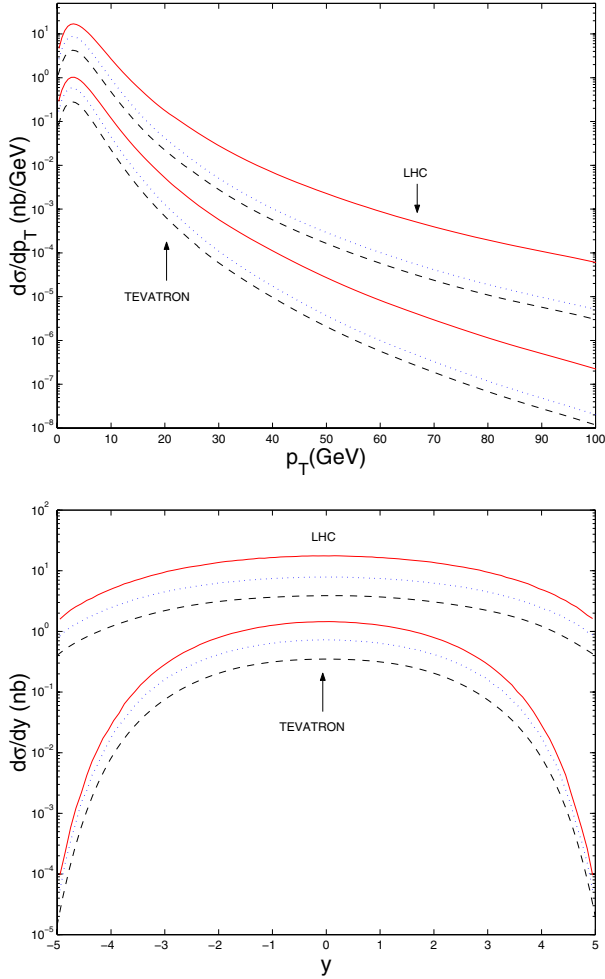 10^1
10^0
10^-1
10^-2
10^-3
10^-4
10^-5
10^-6
10^-7
10^-8
dσ/dp_T (nb/GeV)
LHC
TEVATRON
0 10 20 30 40 50 60 70 80 90 100
p_T(GeV)
10^2
10^1
10^0
10^-1
10^-2
10^-3
10^-4
10^-5
dσ/dy (nb)
LHC
TEVATRON
−5 −4 −3 −2 −1 0 1 2 3 4 5
y